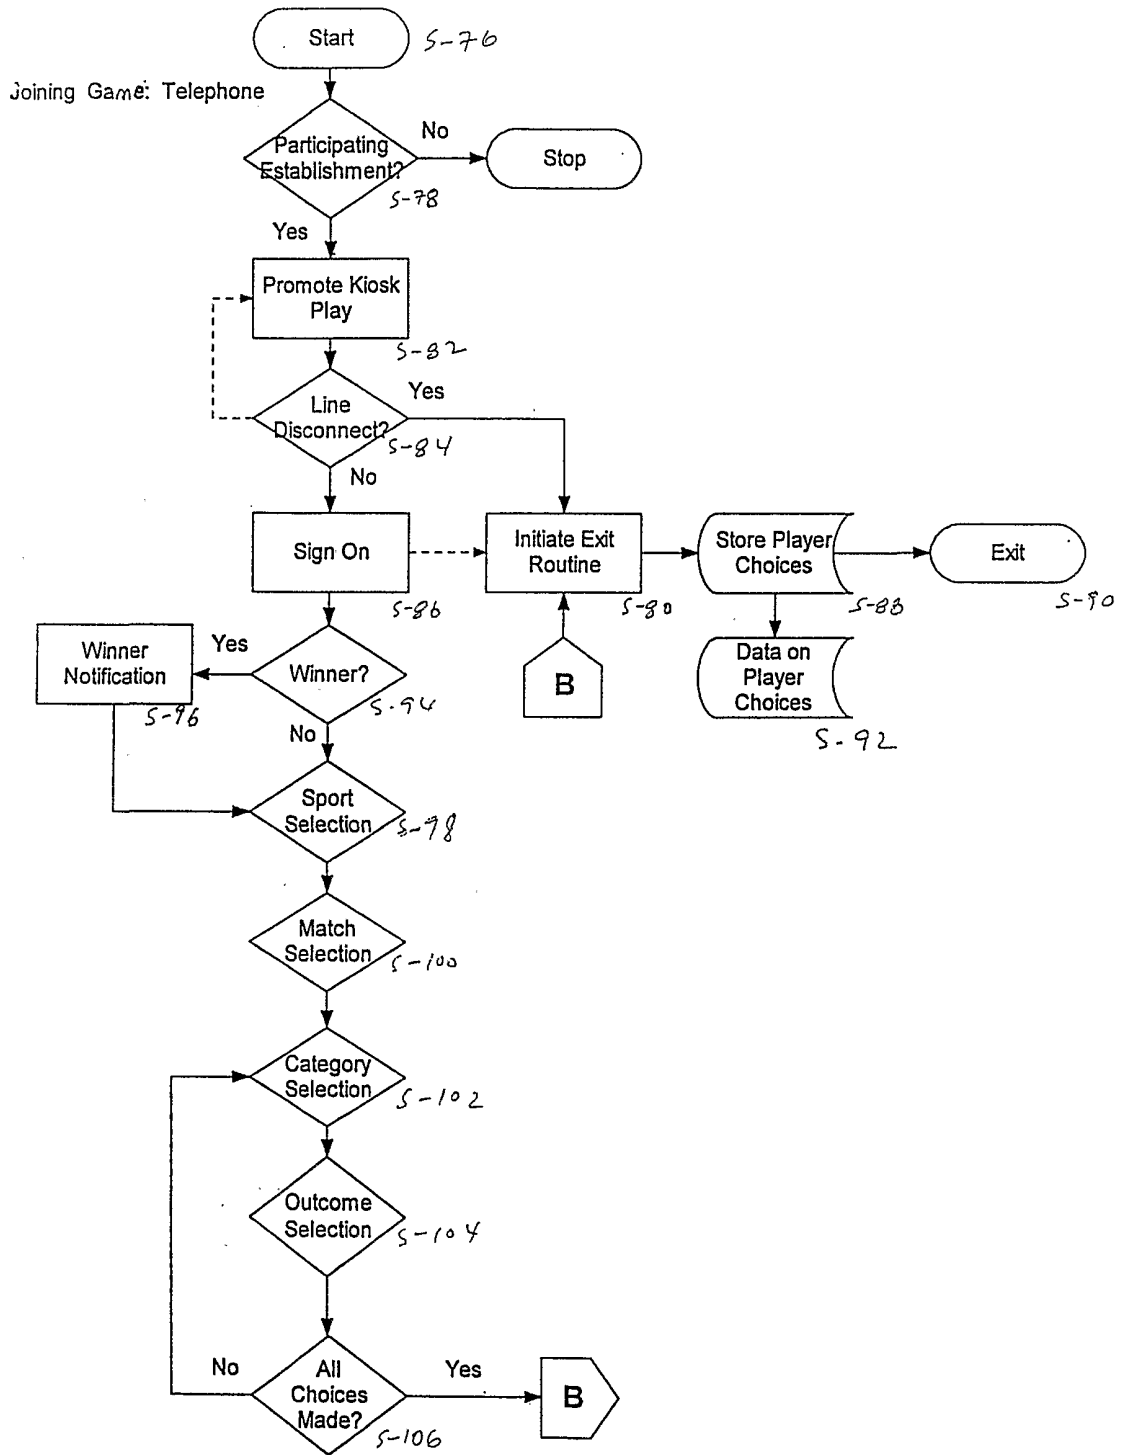 Start
S-76
Joining Game: Telephone
Participating
Establishment?
S-78
No
Stop
Yes
Promote Kiosk
Play
S-82
Line
Disconnect?
S-84
Yes
No
Sign On
S-86
Initiate Exit
Routine
S-80
Store Player
Choices
S-88
Exit
S-90
B
Data on
Player
Choices
S-92
Winner?
S-94
Yes
Winner
Notification
S-96
No
Sport
Selection
S-98
Match
Selection
S-100
Category
Selection
S-102
Outcome
Selection
S-104
All
Choices
Made?
S-106
No
Yes
B